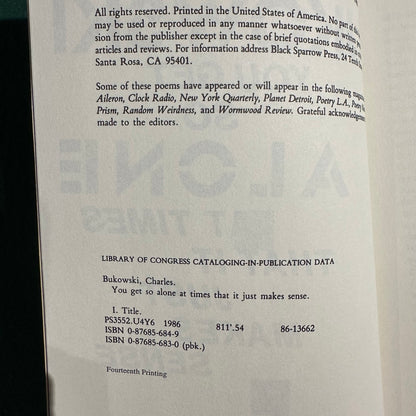 All rights reserved. Printed in the United States of America. No part of this
may be used or reproduced in any manner whatsoever without written
sion from the publisher except in the case of brief quotations embodied in
articles and reviews. For information address Black Sparrow Press, 24 Tenth
Santa Rosa, CA 95401.
Some of these poems have appeared or will appear in the following
Aileron, Clock Radio, New York Quarterly, Planet Detroit, Poetry L.A., Poetry
Prism, Random Weirdness, and Wormwood Review. Grateful
made to the editors.
LIBRARY OF CONGRESS CATALOGING-IN-PUBLICATION DATA
Bukowski, Charles.
You get so alone at times that it just makes sense.
1. Title.
PS3552.U4Y6 1986 811'.54 86-13662
ISBN 0-87685-684-9
ISBN 0-87685-683-0 (pbk.)
Fourteenth Printing